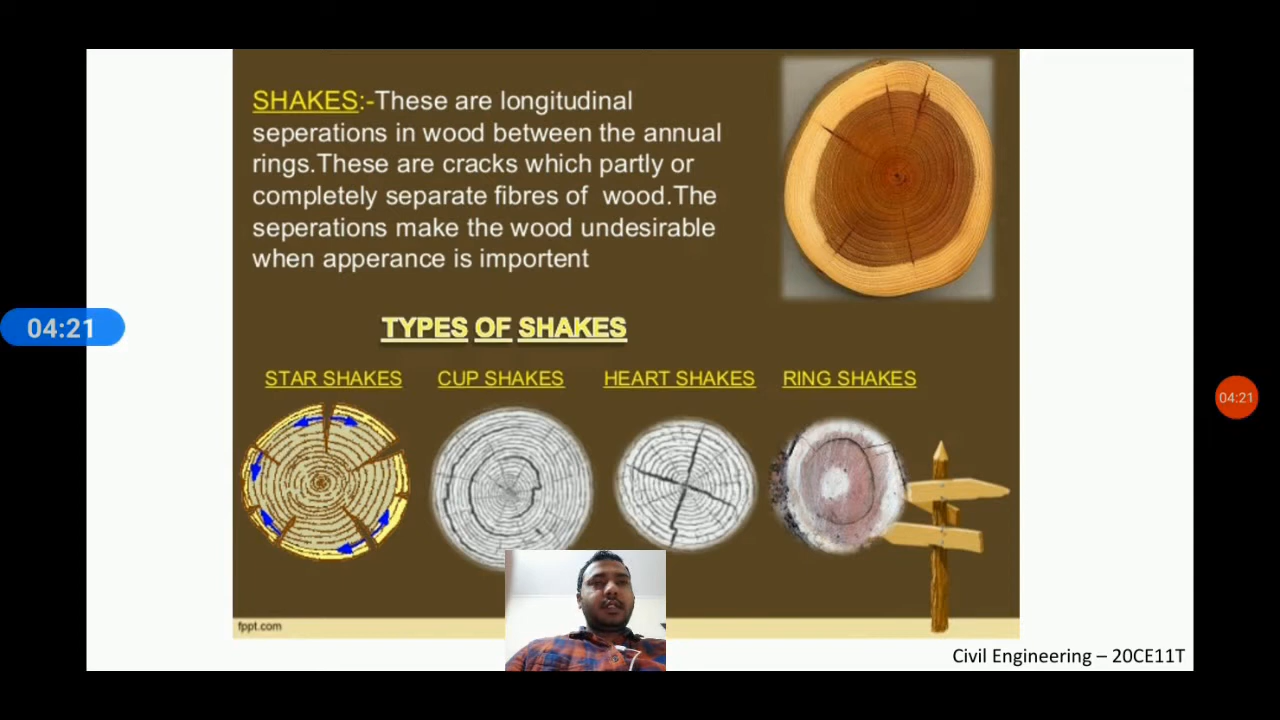 SHAKES:-These are longitudinal
seperations in wood between the annual
rings.These are cracks which partly or
completely separate fibres of wood.The
seperations make the wood undesirable
when apperance is importent
04:21
TYPES OF SHAKES
STAR SHAKES CUP SHAKES HEART SHAKES RING SHAKES
04:21
fppt.com
Civil Engineering – 20CE11T